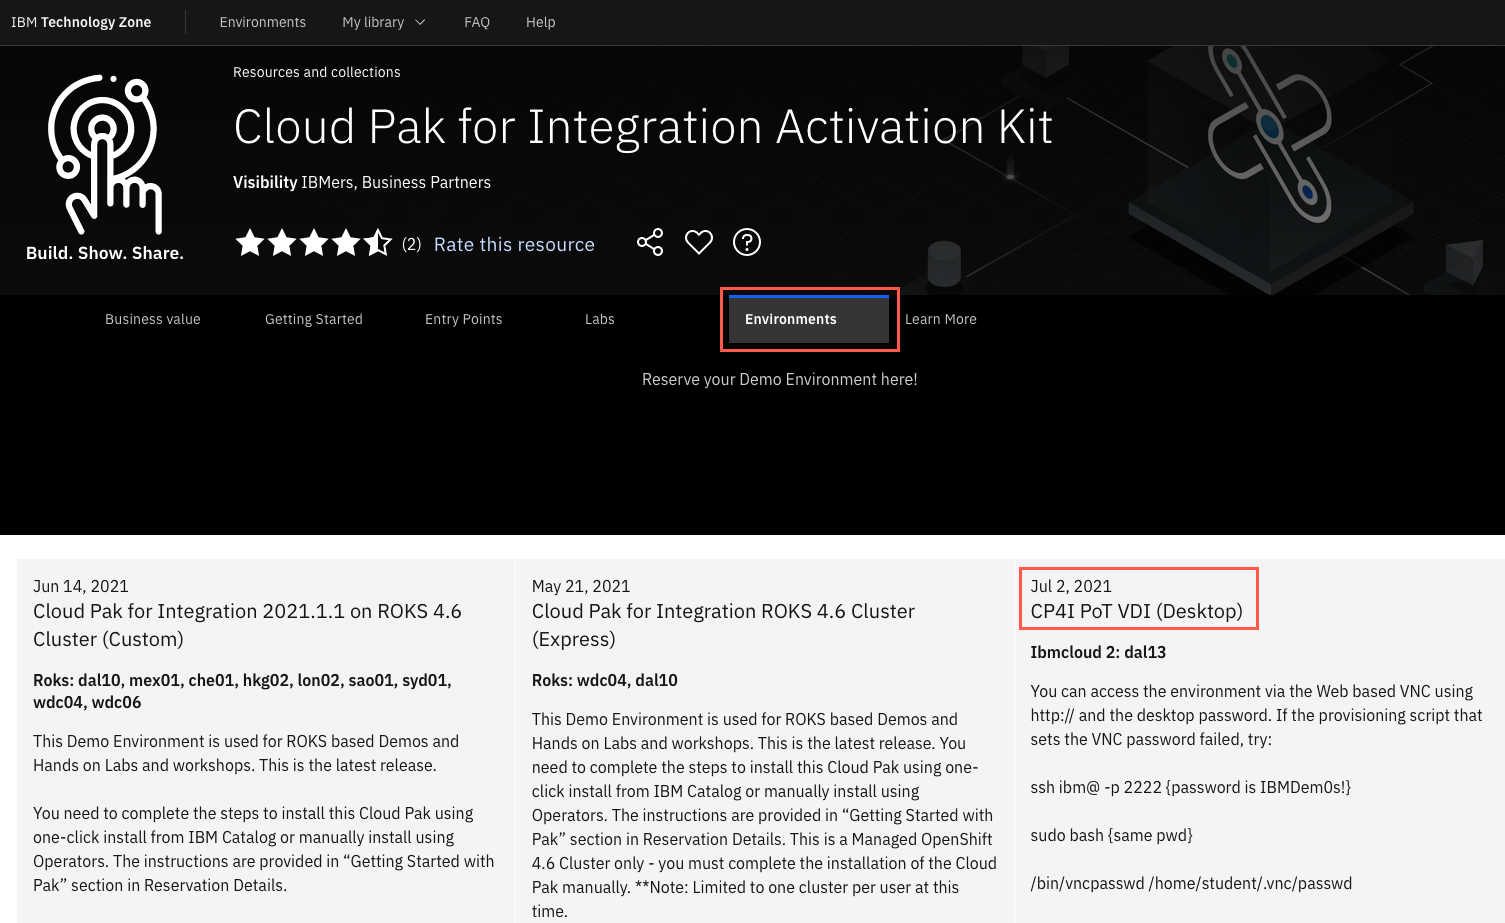 IBM Technology Zone
Environments
My library
FAQ
Help
Resources and collections
Cloud Pak for Integration Activation Kit
Visibility IBMers, Business Partners
(2) Rate this resource
Build. Show. Share.
Business value
Getting Started
Entry Points
Labs
Environments
Learn More
Reserve your Demo Environment here!
Jun 14, 2021
Cloud Pak for Integration 2021.1.1 on ROKS 4.6
Cluster (Custom)
Roks: dal10, mex01, che01, hkg02, lon02, sao01, syd01,
wdc04, wdc06
This Demo Environment is used for ROKS based Demos and
Hands on Labs and workshops. This is the latest release.
You need to complete the steps to install this Cloud Pak using
one-click install from IBM Catalog or manually install using
Operators. The instructions are provided in “Getting Started with
Pak” section in Reservation Details.
May 21, 2021
Cloud Pak for Integration ROKS 4.6 Cluster
(Express)
Roks: wdc04, dal10
This Demo Environment is used for ROKS based Demos and
Hands on Labs and workshops. This is the latest release. You
need to complete the steps to install this Cloud Pak using one-
click install from IBM Catalog or manually install using
Operators. The instructions are provided in “Getting Started with
Pak” section in Reservation Details. This is a Managed OpenShift
4.6 Cluster only - you must complete the installation of the Cloud
Pak manually. **Note: Limited to one cluster per user at this
time.
Jul 2, 2021
CP4I PoT VDI (Desktop)
Ibmcloud 2: dal13
You can access the environment via the Web based VNC using
http:// and the desktop password. If the provisioning script that
sets the VNC password failed, try:
ssh ibm@ -p 2222 {password is IBMDem0s!}
sudo bash {same pwd}
/bin/vncpasswd /home/student/.vnc/passwd